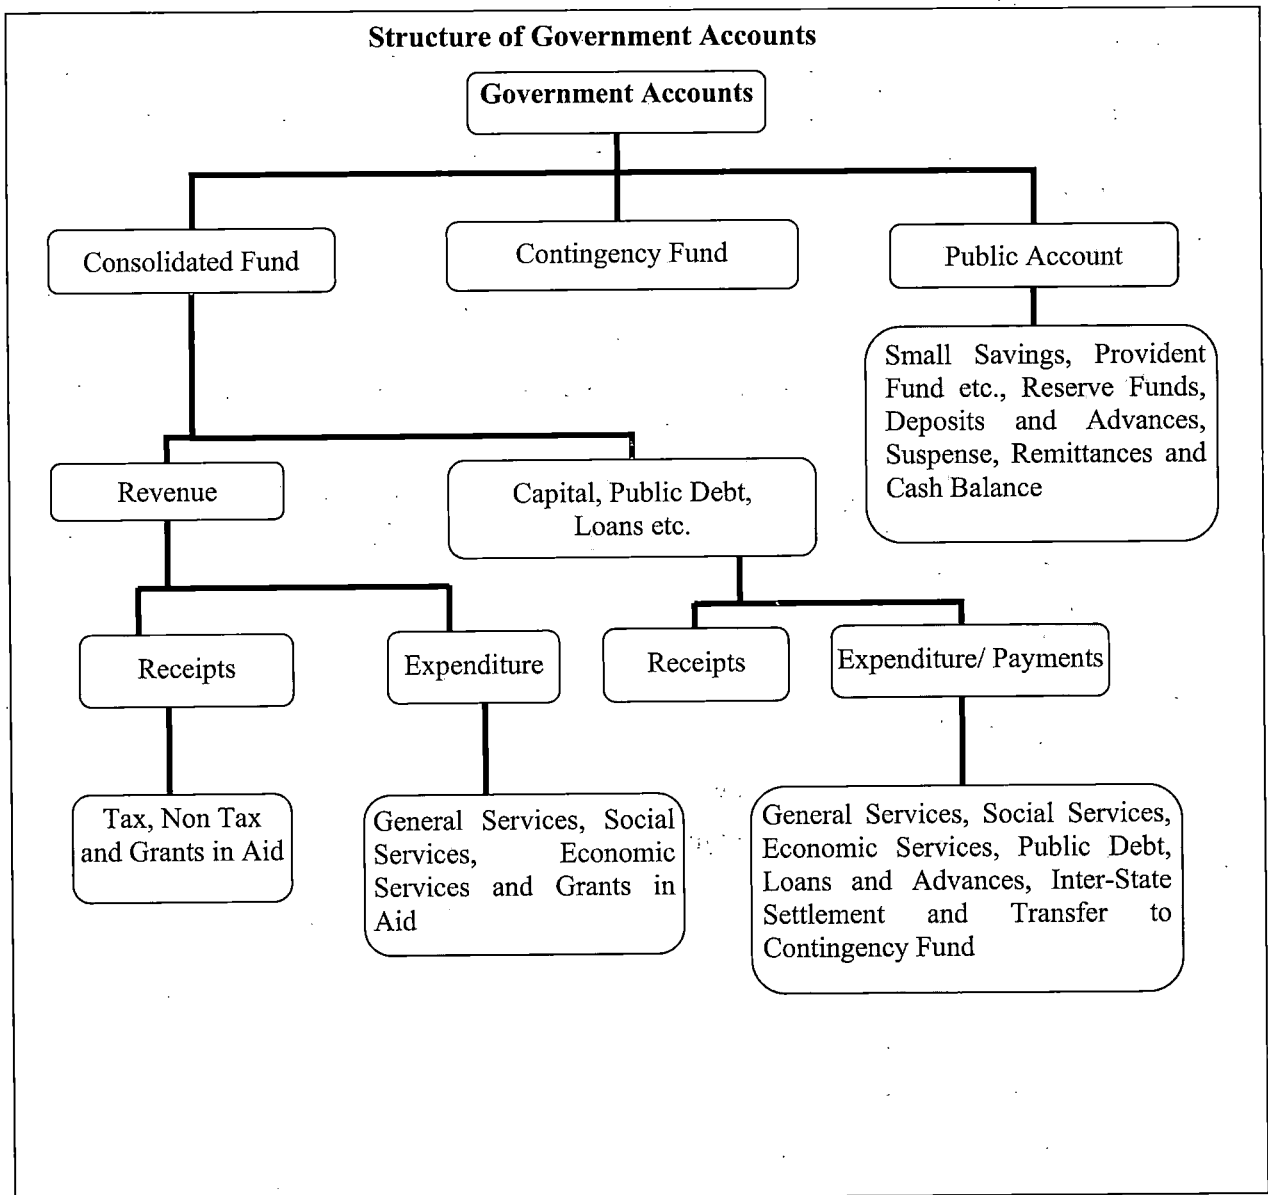 Structure of Government Accounts
Government Accounts
Consolidated Fund
Contingency Fund
Public Account
Small Savings, Provident
Fund etc., Reserve Funds,
Deposits and Advances,
Suspense, Remittances and
Cash Balance
Revenue
Capital, Public Debt,
Loans etc.
Receipts
Expenditure
Receipts
Expenditure/ Payments
Tax, Non Tax
and Grants in Aid
General Services, Social
Services, Economic
Services and Grants in
Aid
General Services, Social Services,
Economic Services, Public Debt,
Loans and Advances, Inter-State
Settlement and Transfer to
Contingency Fund